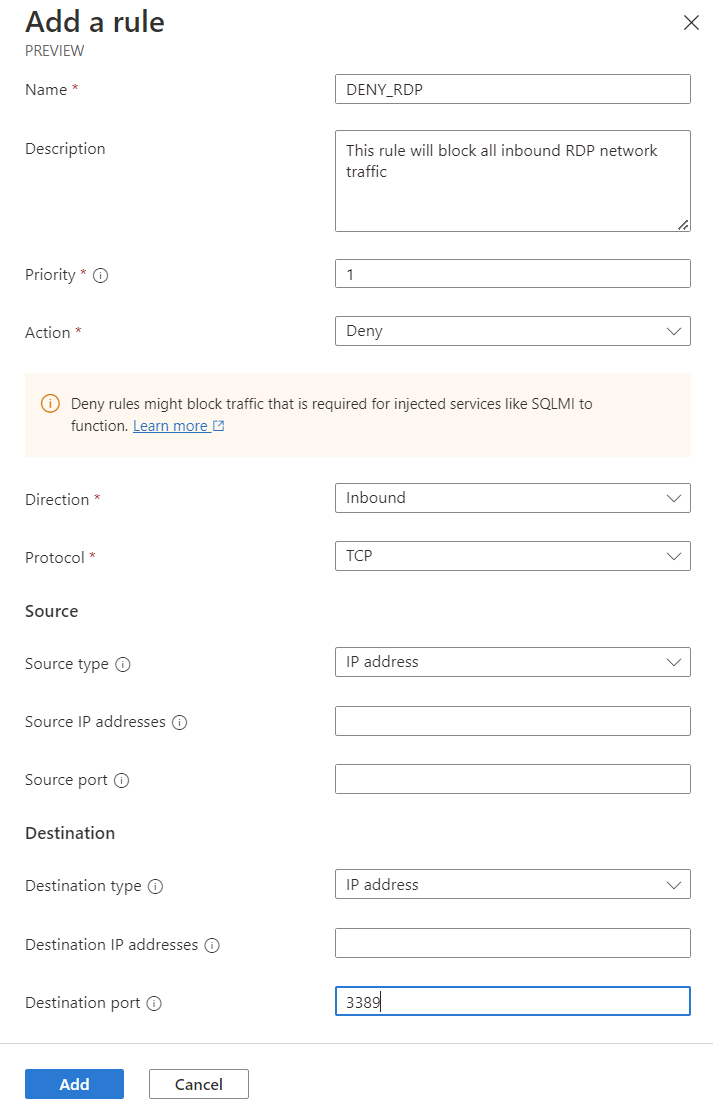 Add a rule
PREVIEW
Name *
DENY_RDP
Description
This rule will block all inbound RDP network
traffic
Priority *
1
Action *
Deny
Deny rules might block traffic that is required for injected services like SQLMI to
function. Learn more
Direction *
Inbound
Protocol *
TCP
Source
Source type
IP address
Source IP addresses
Source port
Destination
Destination type
IP address
Destination IP addresses
Destination port
3389
Add
Cancel